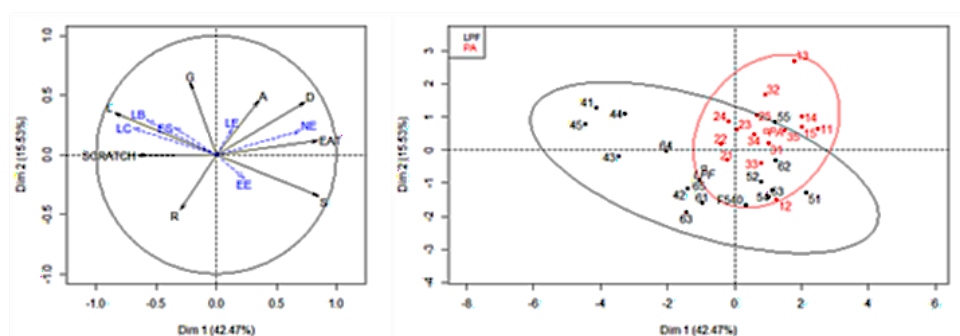 1.0
0.5
0.0
-0.5
-1.0
Dim 2 (15.53%)
G
A
D
L
LB
LC
ES
LE
NE
EAT
SCRATCH
EE
R
S
-1.0 -0.5 0.0 0.5 1.0
Dim 1 (42.47%)
LPF
PA
3
2
1
0
-1
-2
-3
-4
Dim 2 (15.53%)
13
32
41
44
45
43
64
24
23
55
14
11
15
35
34
22
31
33
62
52
53
51
12
42
61
63
-8 -6 -4 -2 0 2 4 6
Dim 1 (42.47%)